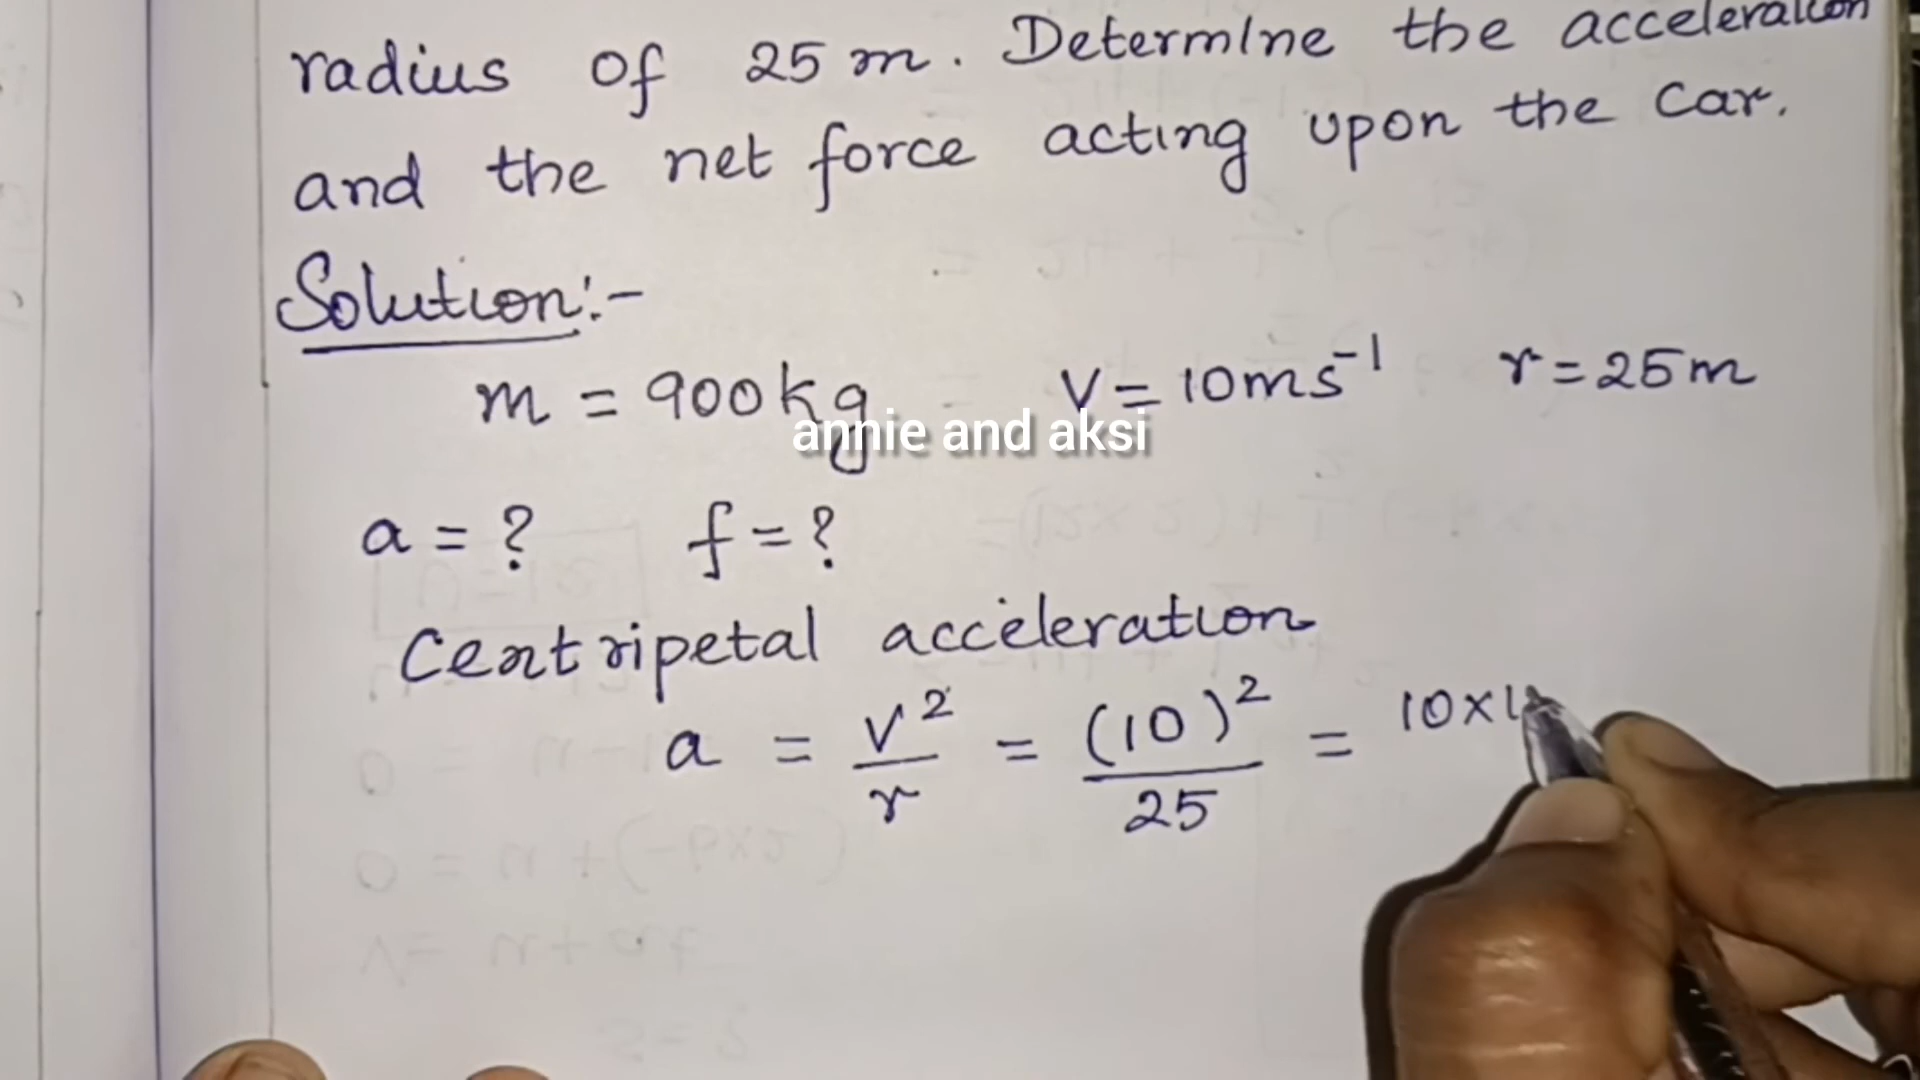 radius of 25 m. Determine the acceleration
and the net force acting upon the car.
Solution:-
m = 900kg V = 10ms⁻¹ r = 25m
annie and aksi
a = ? f = ?
Centripetal acceleration
a = V²/r = (10)²/25 = 10×1